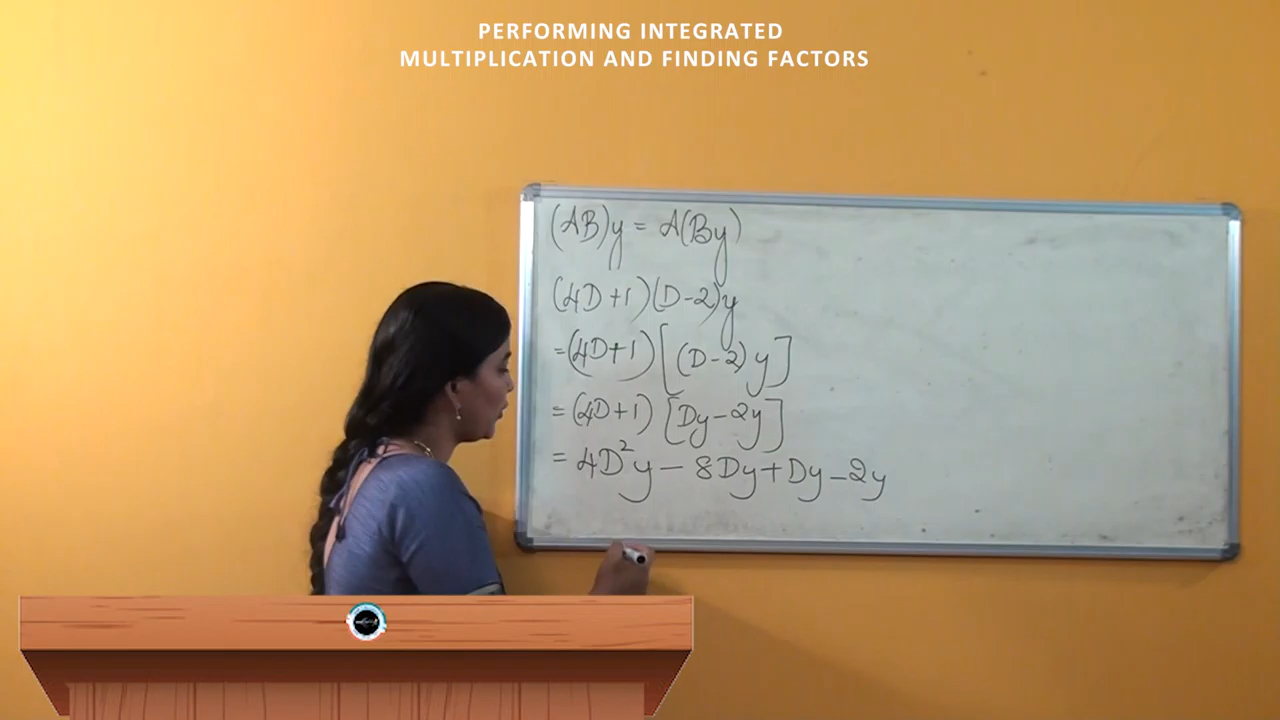 PERFORMING INTEGRATED
MULTIPLICATION AND FINDING FACTORS
(AB)y = A(By)
(4D+1)(D-2)y
=(4D+1)[(D-2)y]
= (4D+1) [Dy-2y]
= 4D²y - 8Dy+Dy-2y